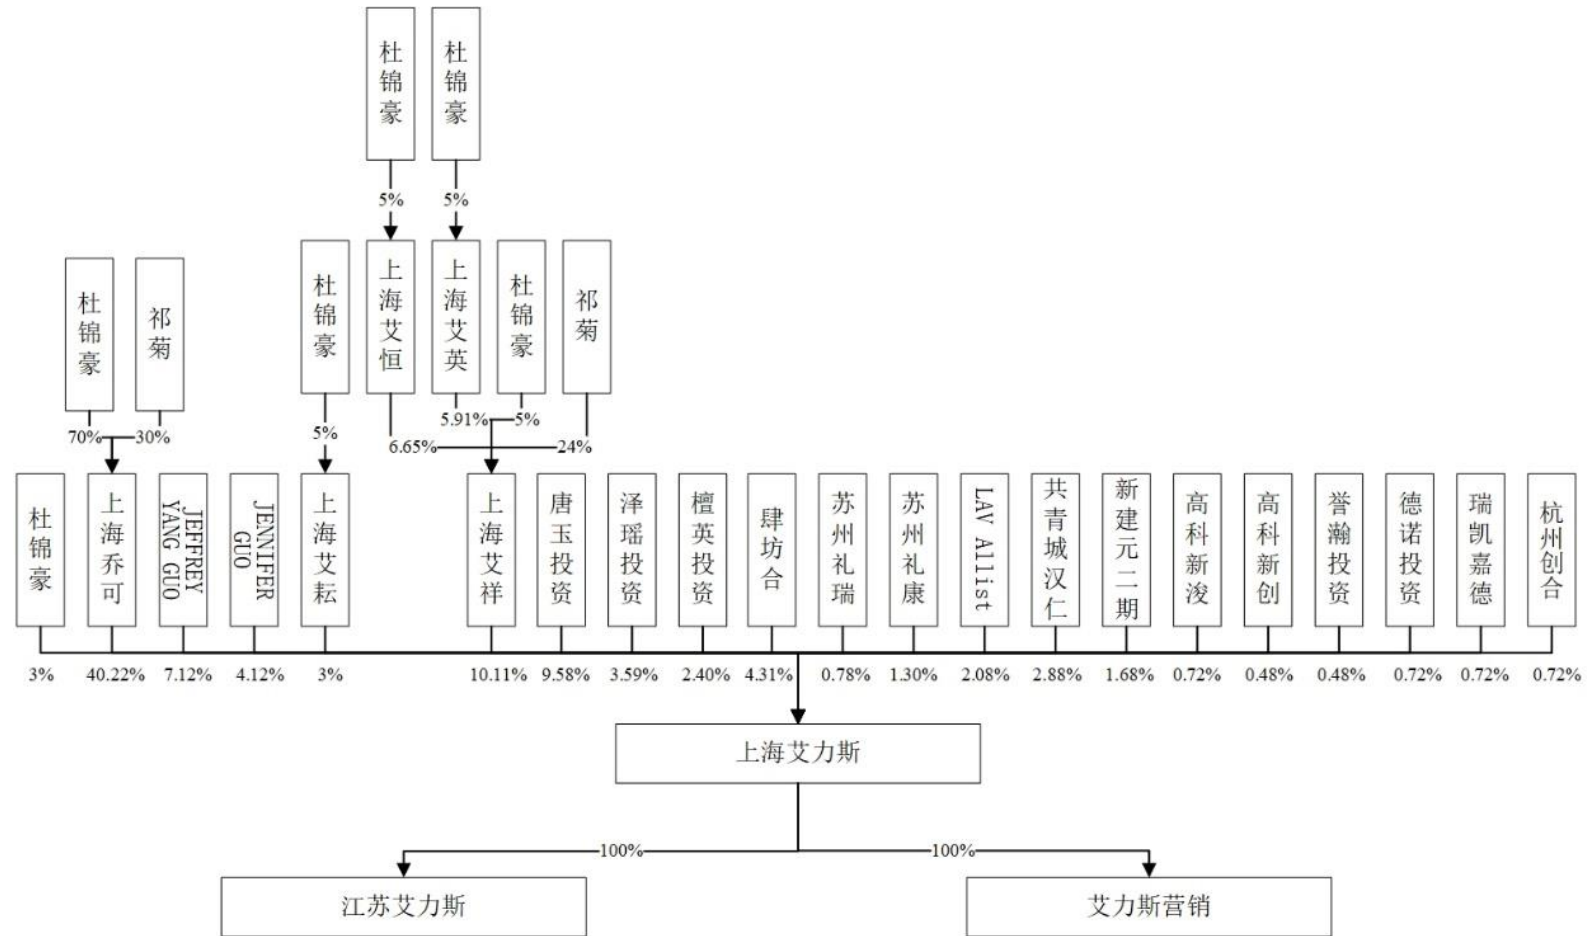 杜锦豪
杜锦豪
5%
5%
杜锦豪
祁菊
杜锦豪
上海艾恒
上海艾英
杜锦豪
祁菊
70%
30%
5%
5.91%
5%
6.65%
24%
杜锦豪
上海乔可
JEFFREY
YANG GUO
JENNIFER
GUO
上海艾耘
上海艾祥
唐玉投资
泽瑶投资
檀英投资
肆坊合
苏州礼瑞
苏州礼康
LAV Allist
共青城汉仁
新建元二期
高科新浚
高科新创
誉瀚投资
德诺投资
瑞凯嘉德
杭州创合
3%
40.22%
7.12%
4.12%
3%
10.11%
9.58%
3.59%
2.40%
4.31%
0.78%
1.30%
2.08%
2.88%
1.68%
0.72%
0.48%
0.48%
0.72%
0.72%
0.72%
上海艾力斯
100%
100%
江苏艾力斯
艾力斯营销